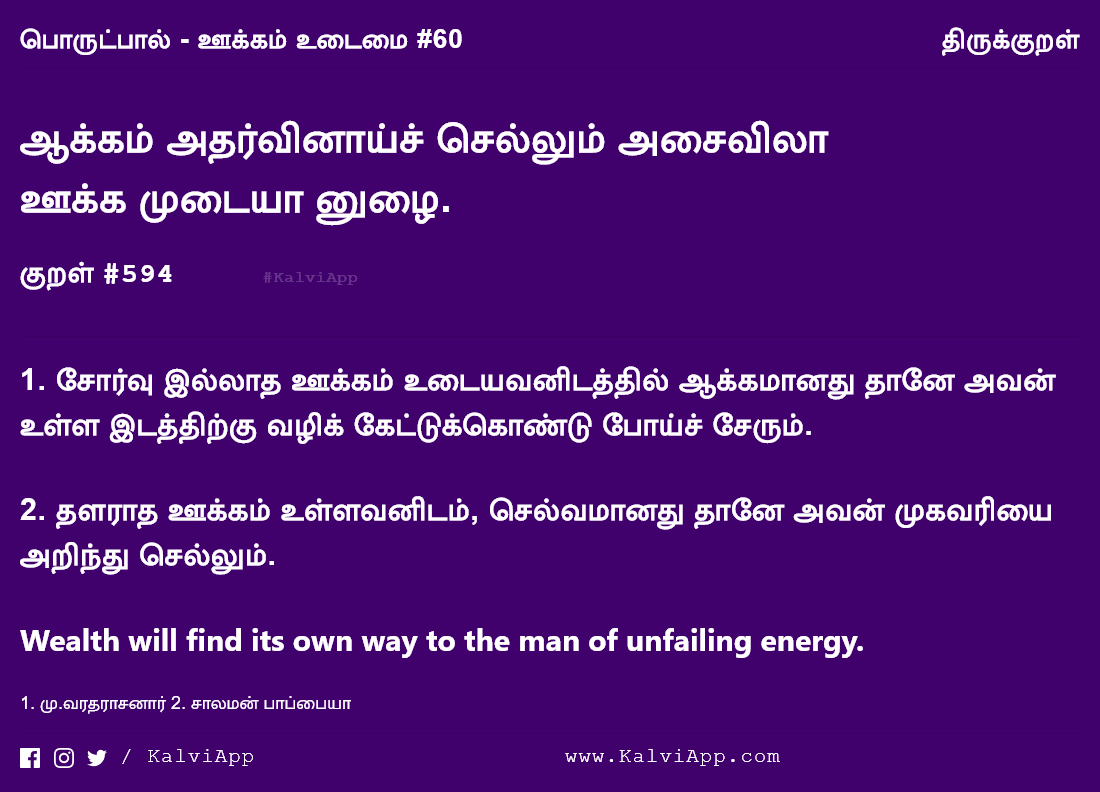 பொருட்பால் - ஊக்கம் உடைமை #60 திருக்குறள்
ஆக்கம் அதர்வினாய்ச் செல்லும் அசைவிலா
ஊக்க முடையா னுழை.
குறள் #594 #KalviApp
1. சோர்வு இல்லாத ஊக்கம் உடையவனிடத்தில் ஆக்கமானது தானே அவன்
உள்ள இடத்திற்கு வழிக் கேட்டுக்கொண்டு போய்ச் சேரும்.
2. தளராத ஊக்கம் உள்ளவனிடம், செல்வமானது தானே அவன் முகவரியை
அறிந்து செல்லும்.
Wealth will find its own way to the man of unfailing energy.
1. மு.வரதராசனார் 2. சாலமன் பாப்பையா
/ KalviApp www.KalviApp.com